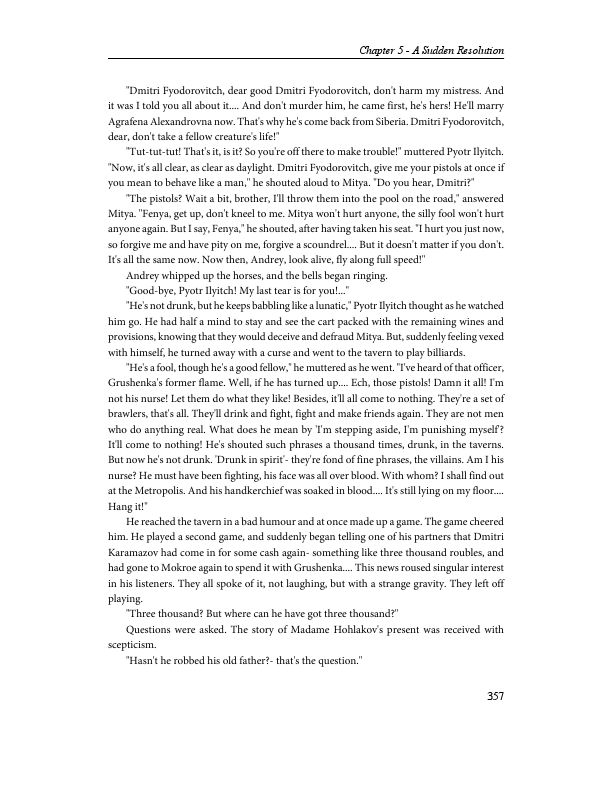 Chapter 5 - A Sudden Resolution
"Dmitri Fyodorovitch, dear good Dmitri Fyodorovitch, don't harm my mistress. And
it was I told you all about it.... And don't murder him, he came first, he's hers! He'll marry
Agrafena Alexandrovna now. That's why he's come back from Siberia. Dmitri Fyodorovitch,
dear, don't take a fellow creature's life!"
"Tut-tut-tut! That's it, is it? So you're off there to make trouble!" muttered Pyotr Ilyitch.
"Now, it's all clear, as clear as daylight. Dmitri Fyodorovitch, give me your pistols at once if
you mean to behave like a man," he shouted aloud to Mitya. "Do you hear, Dmitri?"
"The pistols? Wait a bit, brother, I'll throw them into the pool on the road," answered
Mitya. "Fenya, get up, don't kneel to me. Mitya won't hurt anyone, the silly fool won't hurt
anyone again. But I say, Fenya," he shouted, after having taken his seat. "I hurt you just now,
so forgive me and have pity on me, forgive a scoundrel.... But it doesn't matter if you don't.
It's all the same now. Now then, Andrey, look alive, fly along full speed!"
Andrey whipped up the horses, and the bells began ringing.
"Good-bye, Pyotr Ilyitch! My last tear is for you!..."
"He's not drunk, but he keeps babbling like a lunatic," Pyotr Ilyitch thought as he watched
him go. He had half a mind to stay and see the cart packed with the remaining wines and
provisions, knowing that they would deceive and defraud Mitya. But, suddenly feeling vexed
with himself, he turned away with a curse and went to the tavern to play billiards.
"He's a fool, though he's a good fellow," he muttered as he went. "I've heard of that officer,
Grushenka's former flame. Well, if he has turned up.... Ech, those pistols! Damn it all! I'm
not his nurse! Let them do what they like! Besides, it'll all come to nothing. They're a set of
brawlers, that's all. They'll drink and fight, fight and make friends again. They are not men
who do anything real. What does he mean by 'I'm stepping aside, I'm punishing myself'?
It'll come to nothing! He's shouted such phrases a thousand times, drunk, in the taverns.
But now he's not drunk. 'Drunk in spirit'- they're fond of fine phrases, the villains. Am I his
nurse? He must have been fighting, his face was all over blood. With whom? I shall find out
at the Metropolis. And his handkerchief was soaked in blood.... It's still lying on my floor....
Hang it!"
He reached the tavern in a bad humour and at once made up a game. The game cheered
him. He played a second game, and suddenly began telling one of his partners that Dmitri
Karamazov had come in for some cash again- something like three thousand roubles, and
had gone to Mokroe again to spend it with Grushenka.... This news roused singular interest
in his listeners. They all spoke of it, not laughing, but with a strange gravity. They left off
playing.
"Three thousand? But where can he have got three thousand?"
Questions were asked. The story of Madame Hohlakov's present was received with
scepticism.
"Hasn't he robbed his old father?- that's the question."
357